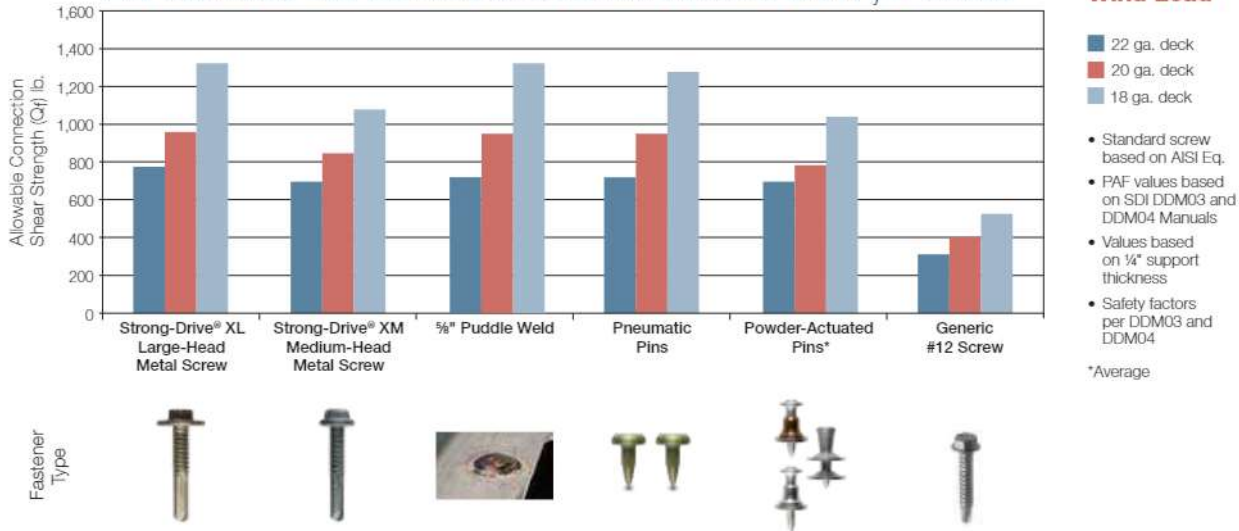 1,600
1,400
1,200
1,000
800
600
400
200
0
Allowable Connection
Shear Strength (Qf) lb.
Strong-Drive® XL
Large-Head
Metal Screw
Strong-Drive® XM
Medium-Head
Metal Screw
⅝" Puddle Weld
Pneumatic
Pins
Powder-Actuated
Pins*
Generic
#12 Screw
Fastener
Type
22 ga. deck
20 ga. deck
18 ga. deck
• Standard screw
based on AISI Eq.
• PAF values based
on SDI DDM03 and
DDM04 Manuals
• Values based
on ¼" support
thickness
• Safety factors
per DDM03 and
DDM04
*Average